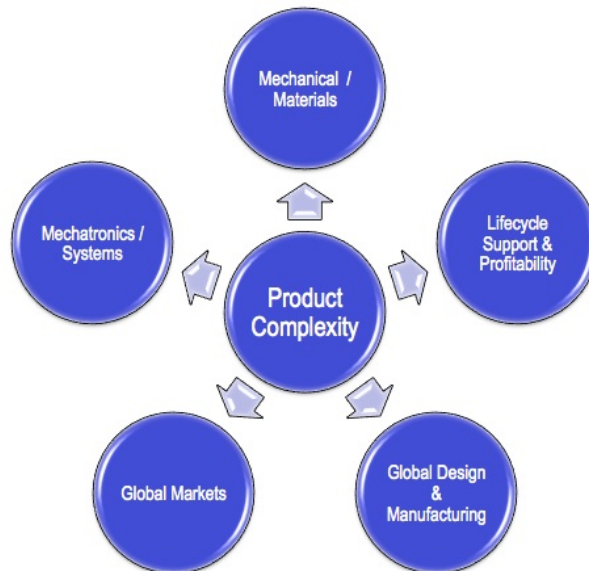 Mechanical /
Materials
Mechatronics /
Systems
Lifecycle
Support &
Profitability
Product
Complexity
Global Markets
Global Design
&
Manufacturing